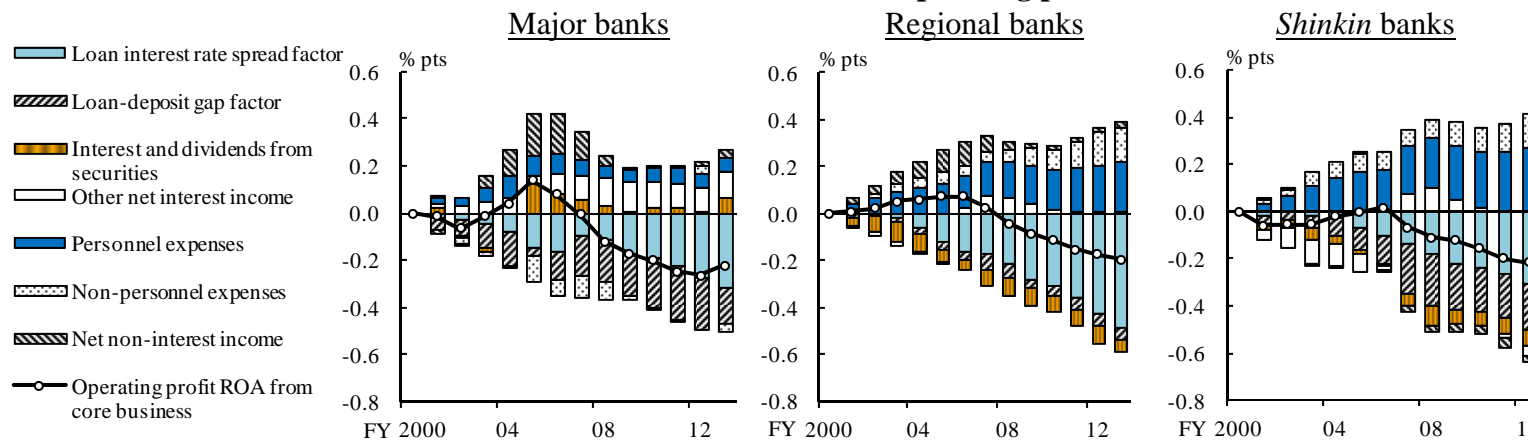 Major banks
Regional banks
Shinkin banks
Loan interest rate spread factor
Loan-deposit gap factor
Interest and dividends from
securities
Other net interest income
Personnel expenses
Non-personnel expenses
Net non-interest income
Operating profit ROA from
core business
% pts
0.6
0.4
0.2
0.0
-0.2
-0.4
-0.6
-0.8
FY 2000 04 08 12
% pts
0.6
0.4
0.2
0.0
-0.2
-0.4
-0.6
-0.8
FY 2000 04 08 12
% pts
0.6
0.4
0.2
0.0
-0.2
-0.4
-0.6
-0.8
FY 2000 04 08